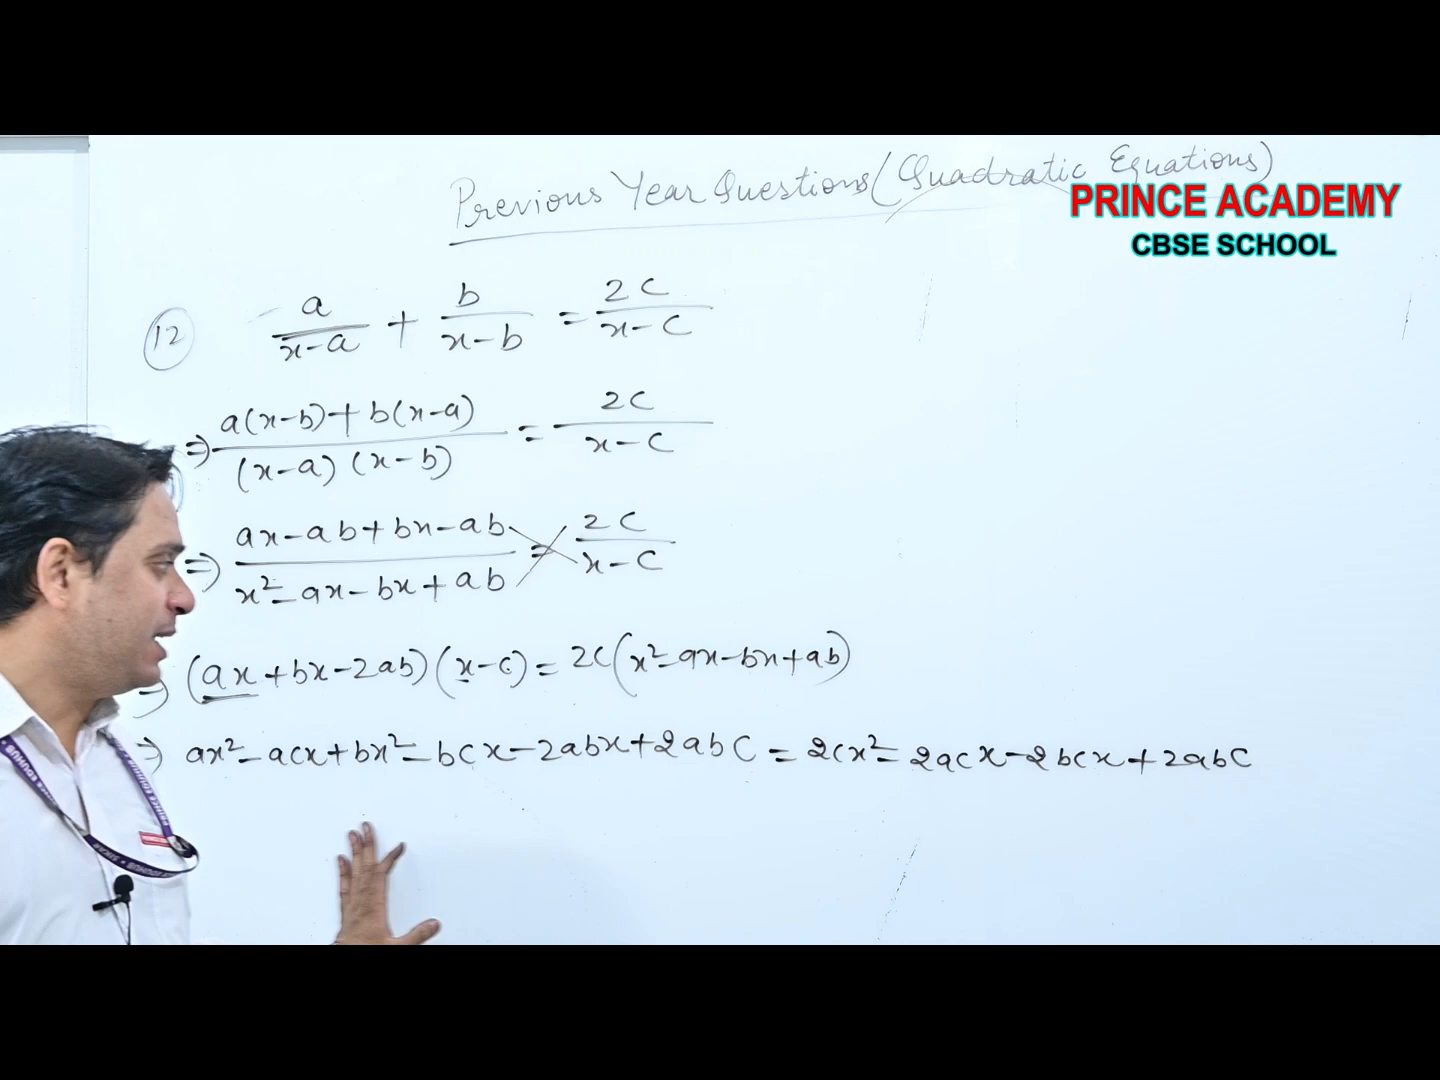 Previous Year Questions (Quadratic Equations)
PRINCE ACADEMY
CBSE SCHOOL
12 a/(x-a) + b/(x-b) = 2C/(x-C)
⇒ (a(x-b)+b(x-a))/((x-a)(x-b)) = 2C/(x-C)
⇒ (ax-ab+bx-ab)/(x²-ax-bx+ab) = 2C/(x-C)
⇒ (ax+bx-2ab)(x-C) = 2C(x²-ax-bx+ab)
⇒ ax²-acx+bx²-bCx-2abx+2abC = 2Cx²-2acx-2bCx+2abC